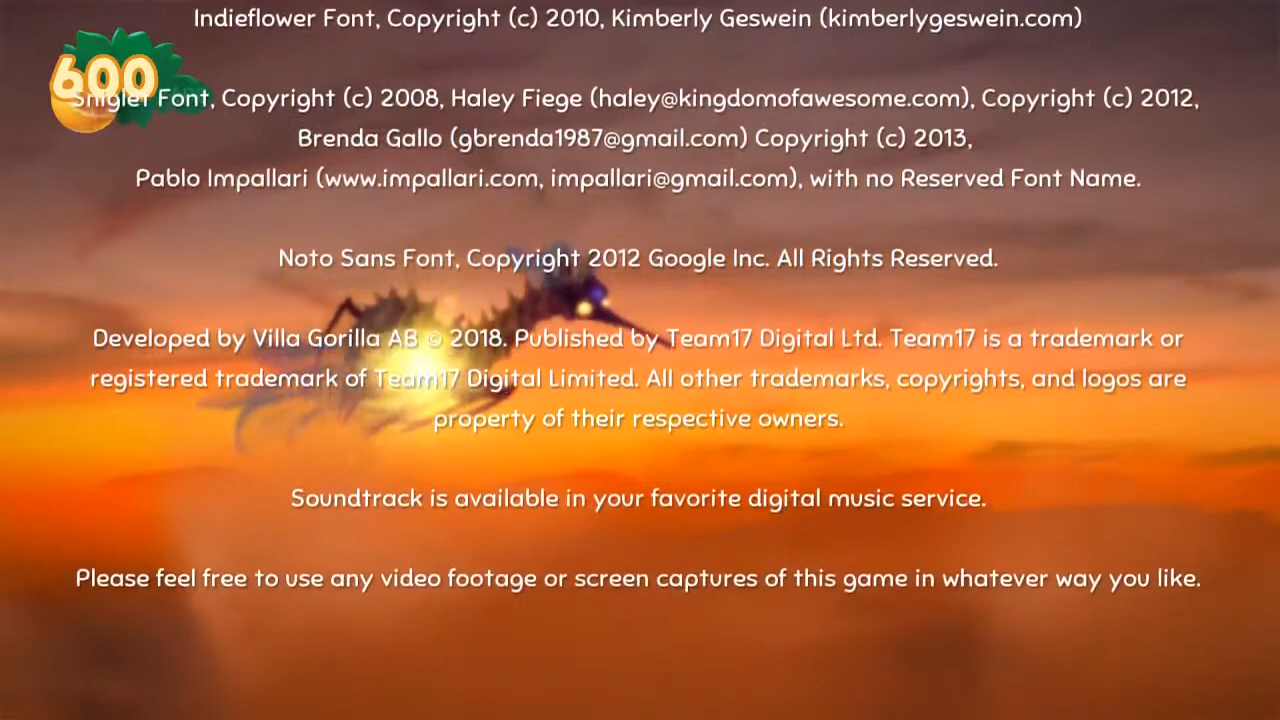 Indieflower Font, Copyright (c) 2010, Kimberly Geswein (kimberlygeswein.com)
600
Sniglet Font, Copyright (c) 2008, Haley Fiege (haley@kingdomofawesome.com), Copyright (c) 2012,
Brenda Gallo (gbrenda1987@gmail.com) Copyright (c) 2013,
Pablo Impallari (www.impallari.com, impallari@gmail.com), with no Reserved Font Name.
Noto Sans Font, Copyright 2012 Google Inc. All Rights Reserved.
Developed by Villa Gorilla AB © 2018. Published by Team17 Digital Ltd. Team17 is a trademark or
registered trademark of Team17 Digital Limited. All other trademarks, copyrights, and logos are
property of their respective owners.
Soundtrack is available in your favorite digital music service.
Please feel free to use any video footage or screen captures of this game in whatever way you like.